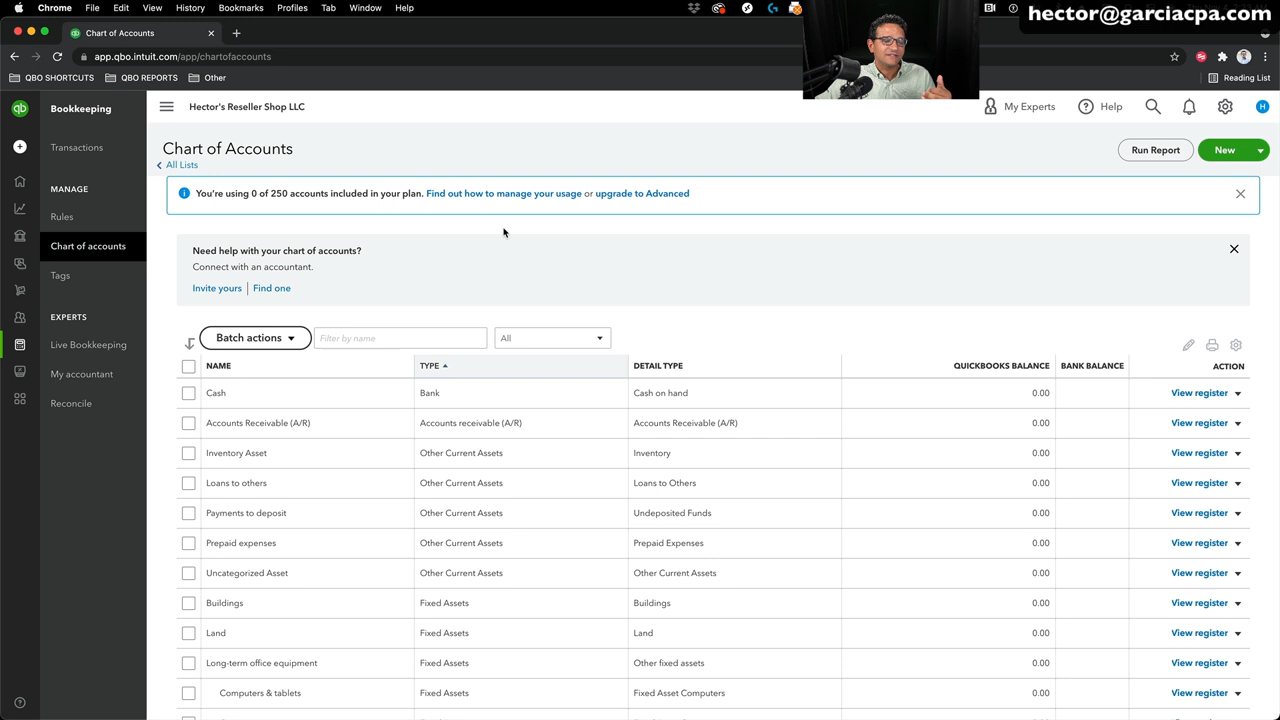 Chrome File Edit View History Bookmarks Profiles Tab Window Help
hector@garciacpa.com
Chart of Accounts
app.qbo.intuit.com/app/chartofaccounts
QBO SHORTCUTS QBO REPORTS Other Reading List
qb Bookkeeping Hector's Reseller Shop LLC My Experts Help H
Transactions
MANAGE
Rules
Chart of accounts
Tags
EXPERTS
Live Bookkeeping
My accountant
Reconcile
Chart of Accounts
All Lists
Run Report New
You're using 0 of 250 accounts included in your plan. Find out how to manage your usage or upgrade to Advanced
Need help with your chart of accounts?
Connect with an accountant.
Invite yours Find one
Batch actions Filter by name All
NAME TYPE DETAIL TYPE QUICKBOOKS BALANCE BANK BALANCE ACTION
Cash Bank Cash on hand 0.00 View register
Accounts Receivable (A/R) Accounts receivable (A/R) Accounts Receivable (A/R) 0.00 View register
Inventory Asset Other Current Assets Inventory 0.00 View register
Loans to others Other Current Assets Loans to Others 0.00 View register
Payments to deposit Other Current Assets Undeposited Funds 0.00 View register
Prepaid expenses Other Current Assets Prepaid Expenses 0.00 View register
Uncategorized Asset Other Current Assets Other Current Assets 0.00 View register
Buildings Fixed Assets Buildings 0.00 View register
Land Fixed Assets Land 0.00 View register
Long-term office equipment Fixed Assets Other fixed assets 0.00 View register
Computers & tablets Fixed Assets Fixed Asset Computers 0.00 View register